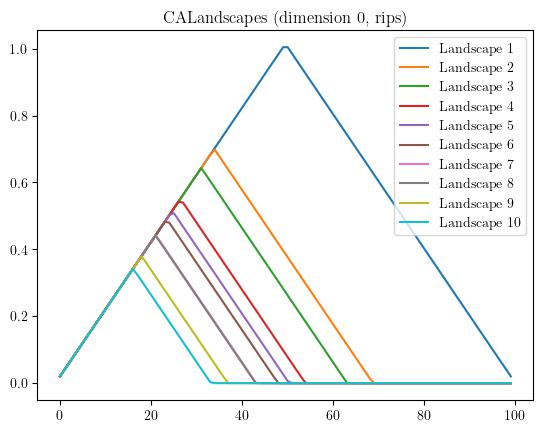 CALandscapes (dimension 0, rips)
1.0
0.8
0.6
0.4
0.2
0.0
0
20
40
60
80
100
Landscape 1
Landscape 2
Landscape 3
Landscape 4
Landscape 5
Landscape 6
Landscape 7
Landscape 8
Landscape 9
Landscape 10